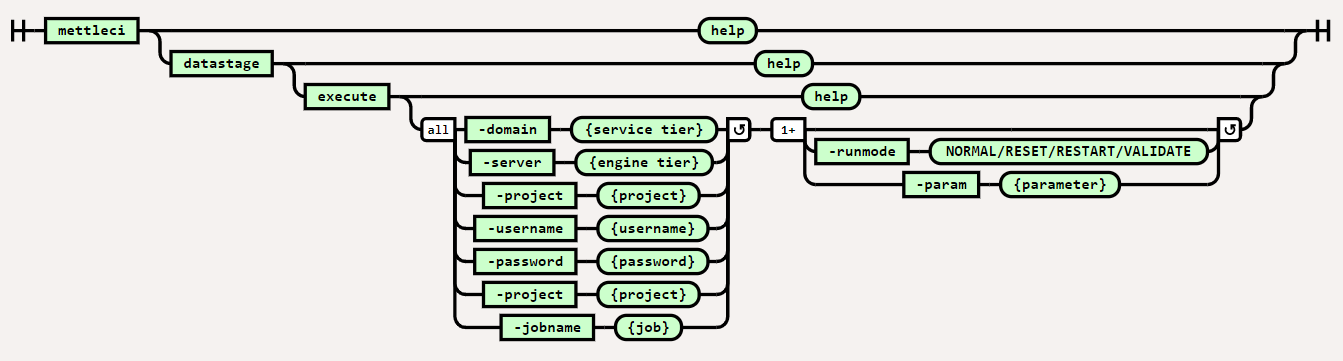 mettleci help
datastage help
execute help
all -domain {service tier} ↺ 1+ ↺
-runmode NORMAL/RESET/RESTART/VALIDATE
-server {engine tier}
-param {parameter}
-project {project}
-username {username}
-password {password}
-project {project}
-jobname {job}